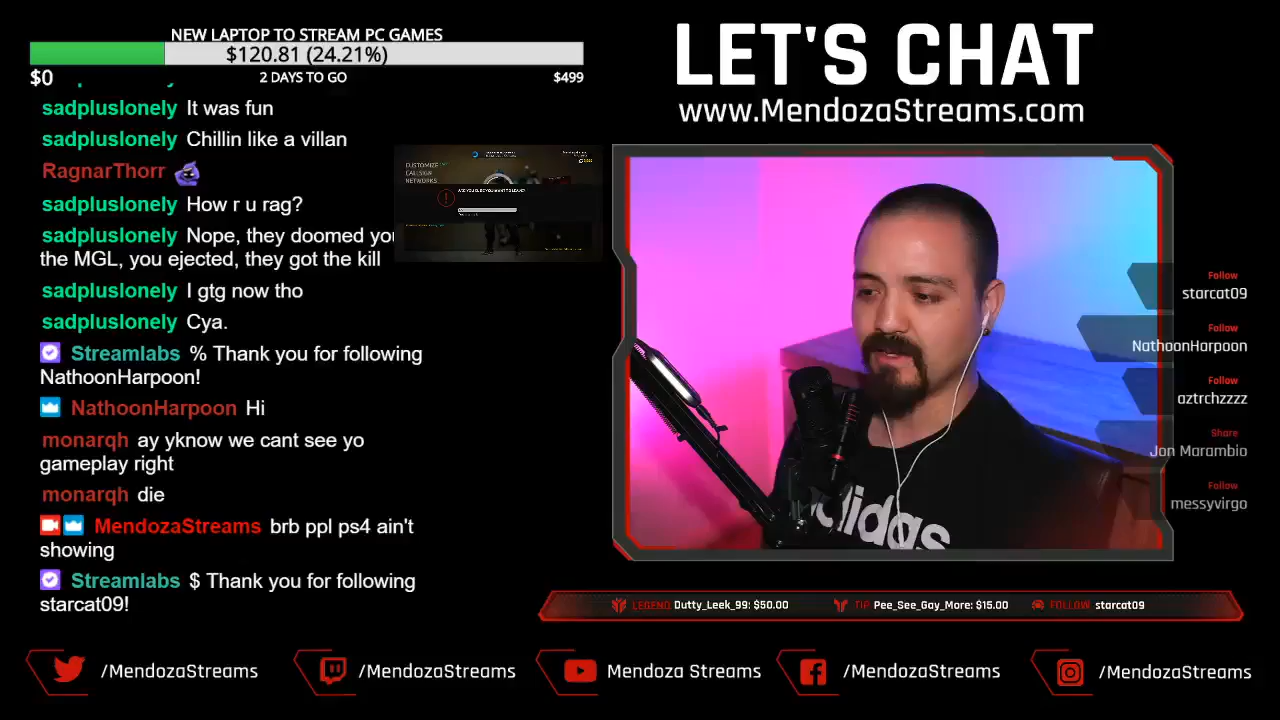 NEW LAPTOP TO STREAM PC GAMES
$120.81 (24.21%)
$0
2 DAYS TO GO
$499
sadpluslonely It was fun
sadpluslonely Chillin like a villan
RagnarThorr
sadpluslonely How r u rag?
sadpluslonely Nope, they doomed you
the MGL, you ejected, they got the kill
sadpluslonely I gtg now tho
sadpluslonely Cya.
Streamlabs % Thank you for following
NathoonHarpoon!
NathoonHarpoon Hi
monarqh ay yknow we cant see yo
gameplay right
monarqh die
MendozaStreams brb ppl ps4 ain't
showing
Streamlabs $ Thank you for following
starcat09!
CUSTOMIZE
CALLSIGN
NETWORKS
LET'S CHAT
www.MendozaStreams.com
adidas
Follow
starcat09
Follow
NathoonHarpoon
Follow
aztrchzzzz
Share
Jon Marambio
Follow
messyvirgo
LEGEND Dutty_Leek_99: $50.00
TIP Pee_See_Gay_More: $15.00
FOLLOW starcat09
/MendozaStreams
/MendozaStreams
Mendoza Streams
/MendozaStreams
/MendozaStreams